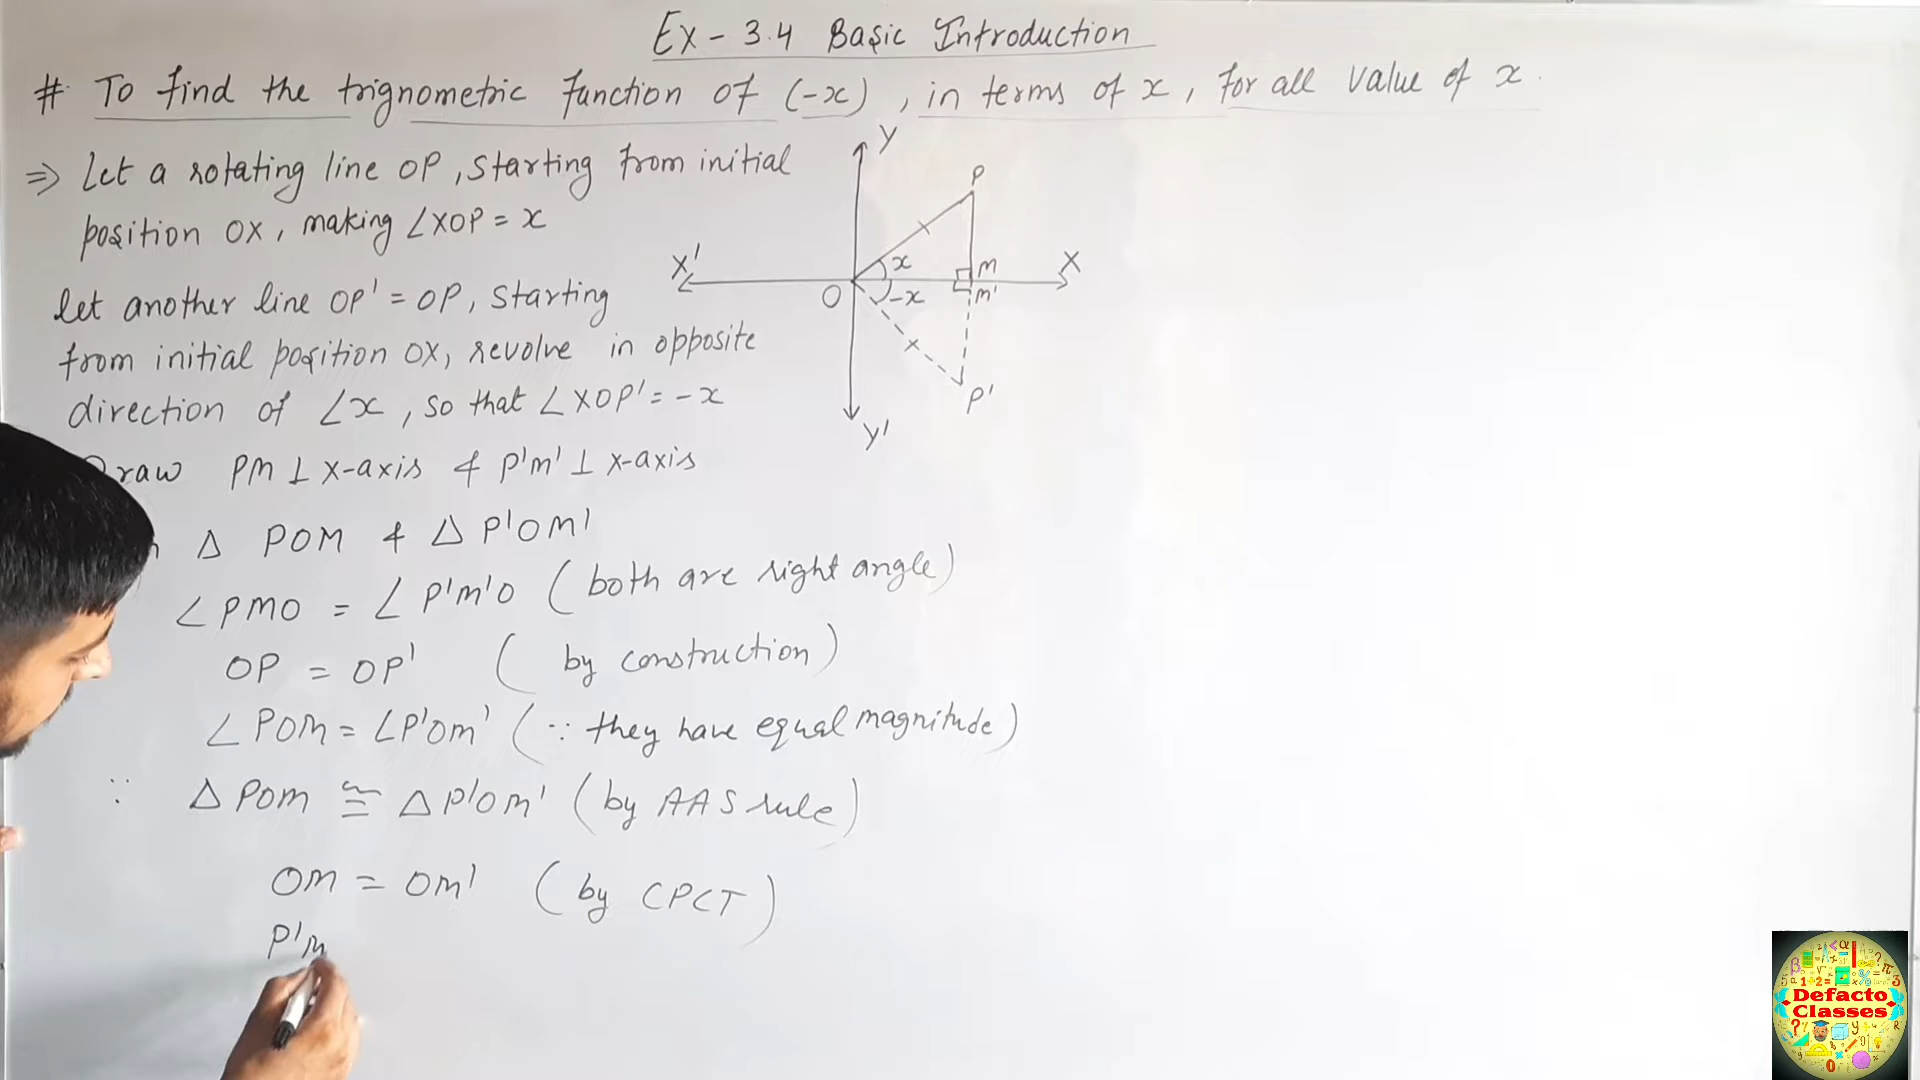 Ex - 3.4 Basic Introduction
# To find the trignometric function of (-x), in terms of x, for all value of x.
⇒ Let a rotating line OP, starting from initial
position OX, making ∠XOP = x
let another line OP' = OP, starting
from initial position OX, revolve in opposite
direction of ∠x, so that ∠XOP' = -x
Draw PM ⊥ x-axis & P'M' ⊥ x-axis
Δ POM & Δ P'OM'
∠PMO = ∠P'M'O (both are right angle)
OP = OP' (by construction)
∠POM = ∠P'OM' (∵ they have equal magnitude)
∵ Δ POM ≅ Δ P'OM' (by AAS rule)
OM = OM' (by CPCT)
P'M
Y
P
X'
x
M
X
O
-x
M'
P'
Y'
Defacto
Classes